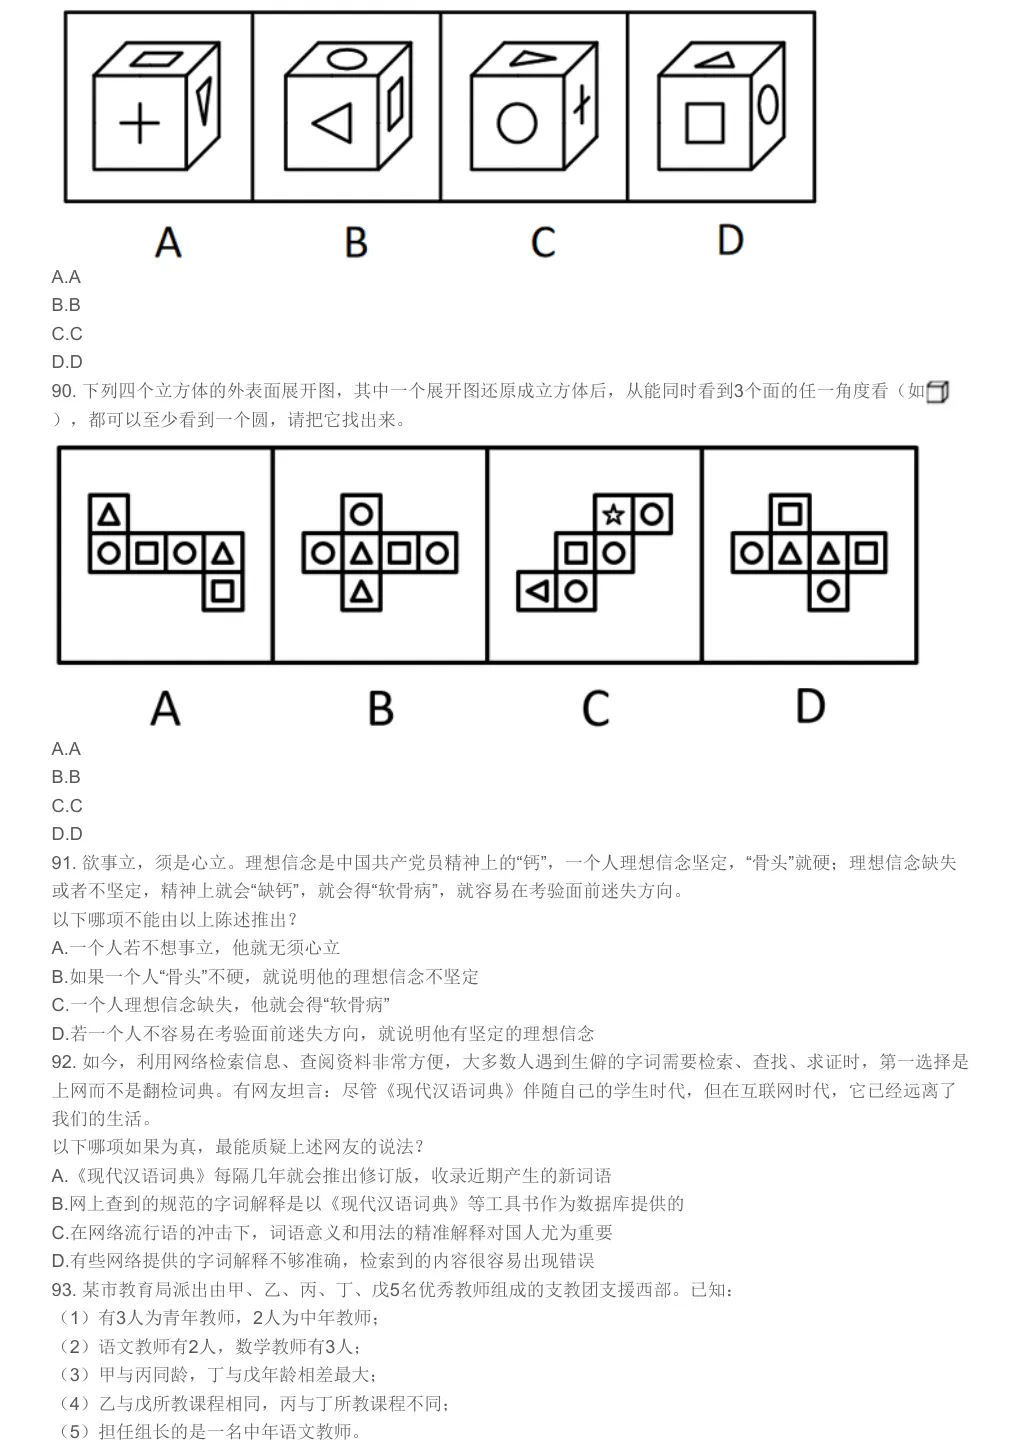 A B C D
A.A
B.B
C.C
D.D
90. 下列四个立方体的外表面展开图，其中一个展开图还原成立方体后，从能同时看到3个面的任一角度看（如
），都可以至少看到一个圆，请把它找出来。
A B C D
A.A
B.B
C.C
D.D
91. 欲事立，须是心立。理想信念是中国共产党员精神上的“钙”，一个人理想信念坚定，“骨头”就硬；理想信念缺失
或者不坚定，精神上就会“缺钙”，就会得“软骨病”，就容易在考验面前迷失方向。
以下哪项不能由以上陈述推出？
A.一个人若不想事立，他就无须心立
B.如果一个人“骨头”不硬，就说明他的理想信念不坚定
C.一个人理想信念缺失，他就会得“软骨病”
D.若一个人不容易在考验面前迷失方向，就说明他有坚定的理想信念
92. 如今，利用网络检索信息、查阅资料非常方便，大多数人遇到生僻的字词需要检索、查找、求证时，第一选择是
上网而不是翻检词典。有网友坦言：尽管《现代汉语词典》伴随自己的学生时代，但在互联网时代，它已经远离了
我们的生活。
以下哪项如果为真，最能质疑上述网友的说法？
A.《现代汉语词典》每隔几年就会推出修订版，收录近期产生的新词语
B.网上查到的规范的字词解释是以《现代汉语词典》等工具书作为数据库提供的
C.在网络流行语的冲击下，词语意义和用法的精准解释对国人尤为重要
D.有些网络提供的字词解释不够准确，检索到的内容很容易出现错误
93. 某市教育局派出由甲、乙、丙、丁、戊5名优秀教师组成的支教团支援西部。已知：
（1）有3人为青年教师，2人为中年教师；
（2）语文教师有2人，数学教师有3人；
（3）甲与丙同龄，丁与戊年龄相差最大；
（4）乙与戊所教课程相同，丙与丁所教课程不同；
（5）担任组长的是一名中年语文教师。